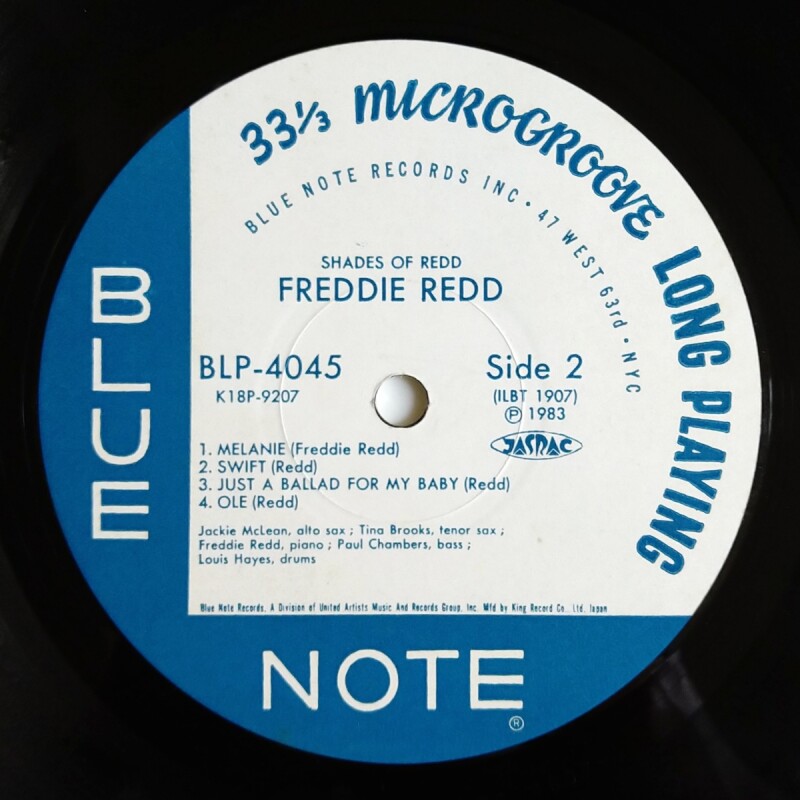 33⅓ MICROGROOVE LONG PLAYING
BLUE NOTE RECORDS INC • 47 WEST 63rd • NYC
SHADES OF REDD
FREDDIE REDD
BLP-4045
K18P-9207
Side 2
(ILBT 1907)
℗ 1983
JASRAC
1. MELANIE (Freddie Redd)
2. SWIFT (Redd)
3. JUST A BALLAD FOR MY BABY (Redd)
4. OLE (Redd)
Jackie McLean, alto sax ; Tina Brooks, tenor sax ;
Freddie Redd, piano ; Paul Chambers, bass ;
Louis Hayes, drums
Blue Note Records, A Division of United Artists Music And Records Group, Inc. Mfd by King Record Co., Ltd, Japan
BLUE
NOTE
®